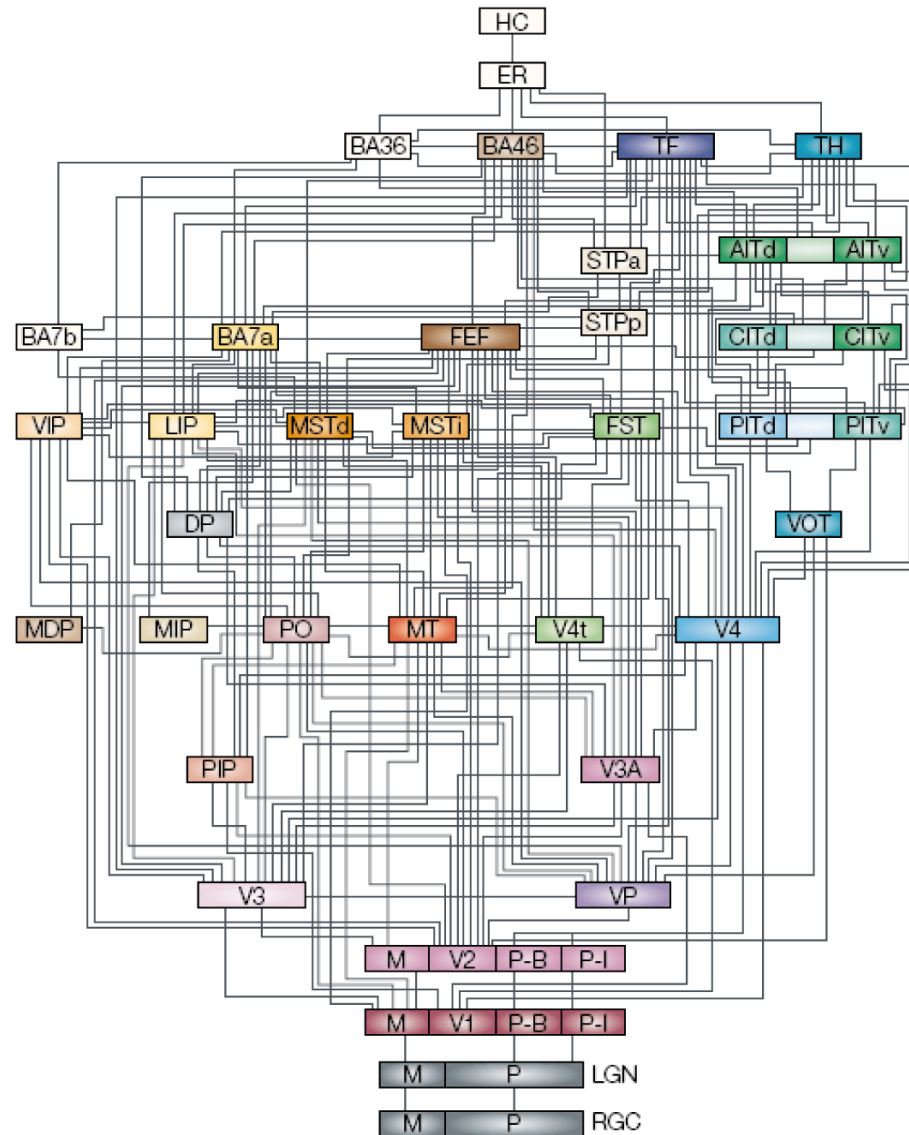 HC
ER
BA36 BA46 TF TH
AITd AITv
STPa
BA7b BA7a FEF STPp CITd CITv
VIP LIP MSTd MSTi FST PITd PITv
DP VOT
MDP MIP PO MT V4t V4
PIP V3A
V3 VP
M V2 P-B P-I
M V1 P-B P-I
M P LGN
M P RGC